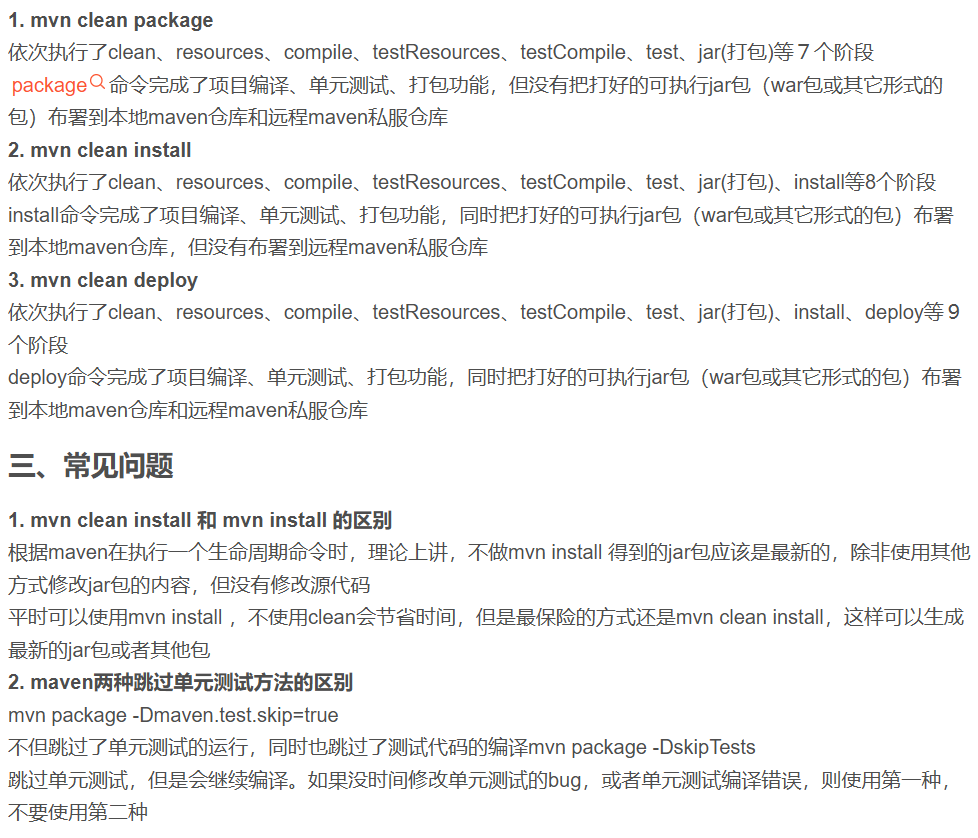 1. mvn clean package
依次执行了clean、resources、compile、testResources、testCompile、test、jar(打包)等７个阶段
package命令完成了项目编译、单元测试、打包功能，但没有把打好的可执行jar包（war包或其它形式的
包）布署到本地maven仓库和远程maven私服仓库
2. mvn clean install
依次执行了clean、resources、compile、testResources、testCompile、test、jar(打包)、install等8个阶段
install命令完成了项目编译、单元测试、打包功能，同时把打好的可执行jar包（war包或其它形式的包）布署
到本地maven仓库，但没有布署到远程maven私服仓库
3. mvn clean deploy
依次执行了clean、resources、compile、testResources、testCompile、test、jar(打包)、install、deploy等９
个阶段
deploy命令完成了项目编译、单元测试、打包功能，同时把打好的可执行jar包（war包或其它形式的包）布署
到本地maven仓库和远程maven私服仓库
三、常见问题
1. mvn clean install 和 mvn install 的区别
根据maven在执行一个生命周期命令时，理论上讲，不做mvn install 得到的jar包应该是最新的，除非使用其他
方式修改jar包的内容，但没有修改源代码
平时可以使用mvn install ，不使用clean会节省时间，但是最保险的方式还是mvn clean install，这样可以生成
最新的jar包或者其他包
2. maven两种跳过单元测试方法的区别
mvn package -Dmaven.test.skip=true
不但跳过了单元测试的运行，同时也跳过了测试代码的编译mvn package -DskipTests
跳过单元测试，但是会继续编译。如果没时间修改单元测试的bug，或者单元测试编译错误，则使用第一种，
不要使用第二种